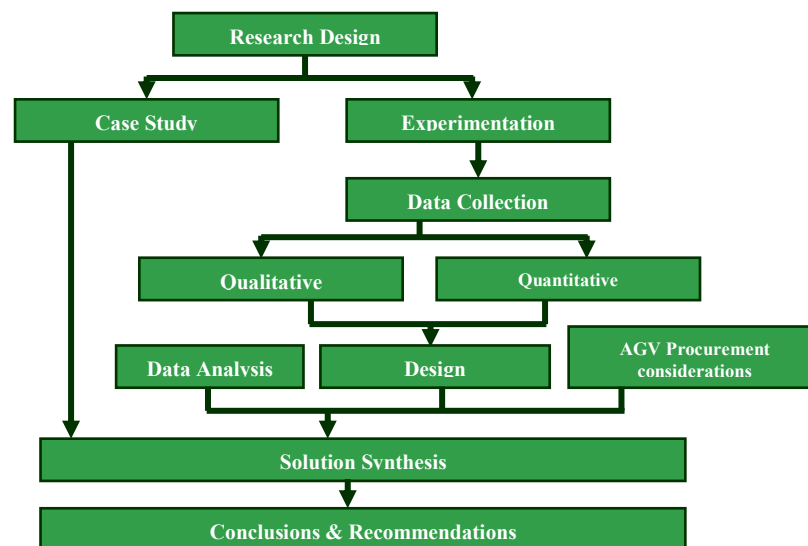 Research Design
Case Study
Experimentation
Data Collection
Qualitative
Quantitative
Data Analysis
Design
AGV Procurement
considerations
Solution Synthesis
Conclusions & Recommendations